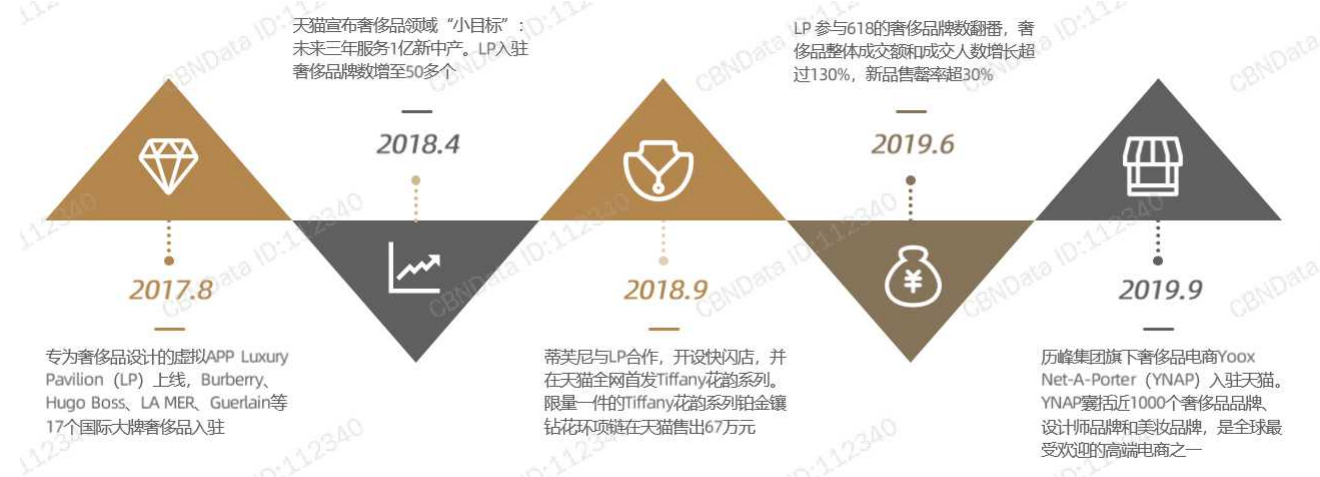 天猫宣布奢侈品领域“小目标”：
未来三年服务1亿新中产。LP入驻
奢侈品牌数增至50多个
2018.4
LP 参与618的奢侈品牌数翻番，奢
侈品整体成交额和成交人数增长超
过130%，新品售罄率超30%
2019.6
¥
2017.8
专为奢侈品设计的虚拟APP Luxury
Pavilion（LP）上线，Burberry、
Hugo Boss、LA MER、Guerlain等
17个国际大牌奢侈品入驻
2018.9
蒂芙尼与LP合作，开设快闪店，并
在天猫全网首发Tiffany花韵系列。
限量一件的Tiffany花韵系列铂金镶
钻花环项链在天猫售出67万元
2019.9
历峰集团旗下奢侈品电商Yoox
Net-A-Porter（YNAP）入驻天猫。
YNAP囊括近1000个奢侈品品牌、
设计师品牌和美妆品牌，是全球最
受欢迎的高端电商之一
CBNData ID:112340